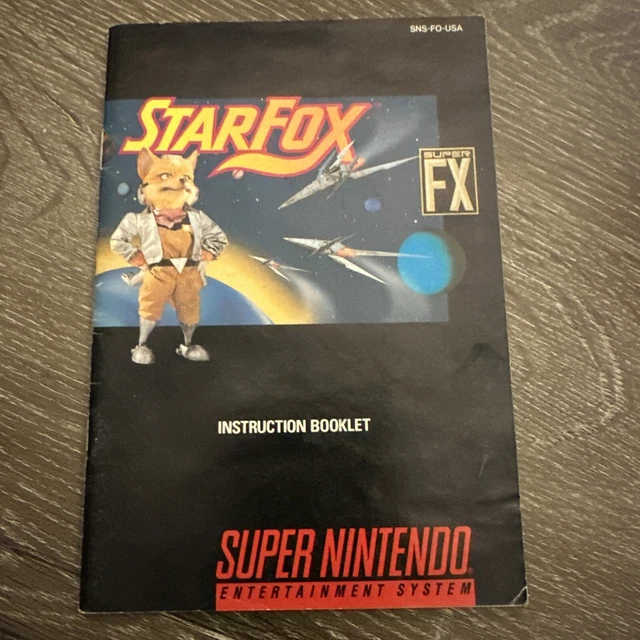 SNS-FO-USA
STARFOX
SUPER
FX
INSTRUCTION BOOKLET
SUPER NINTENDO
ENTERTAINMENT SYSTEM